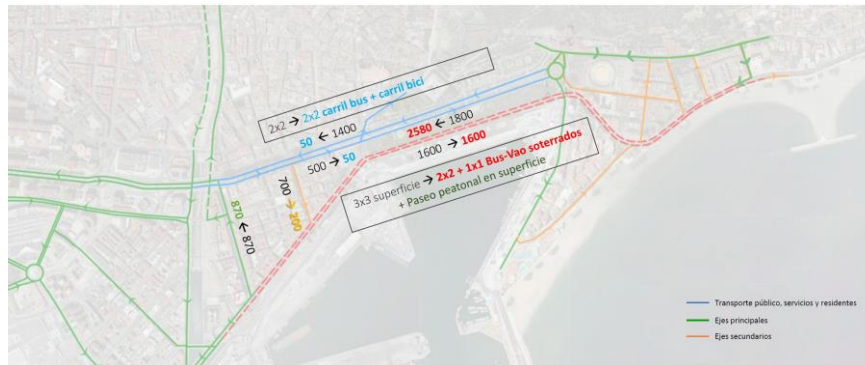 2x2 → 2x2 carril bus + carril bici
50 ← 1400
2580 ← 1800
500 → 50
1600 → 1600
3x3 superficie → 2x2 + 1x1 Bus-Vao soterrados
+ Paseo peatonal en superficie
700 → 200
870 ← 870
Transporte público, servicios y residentes
Ejes principales
Ejes secundarios